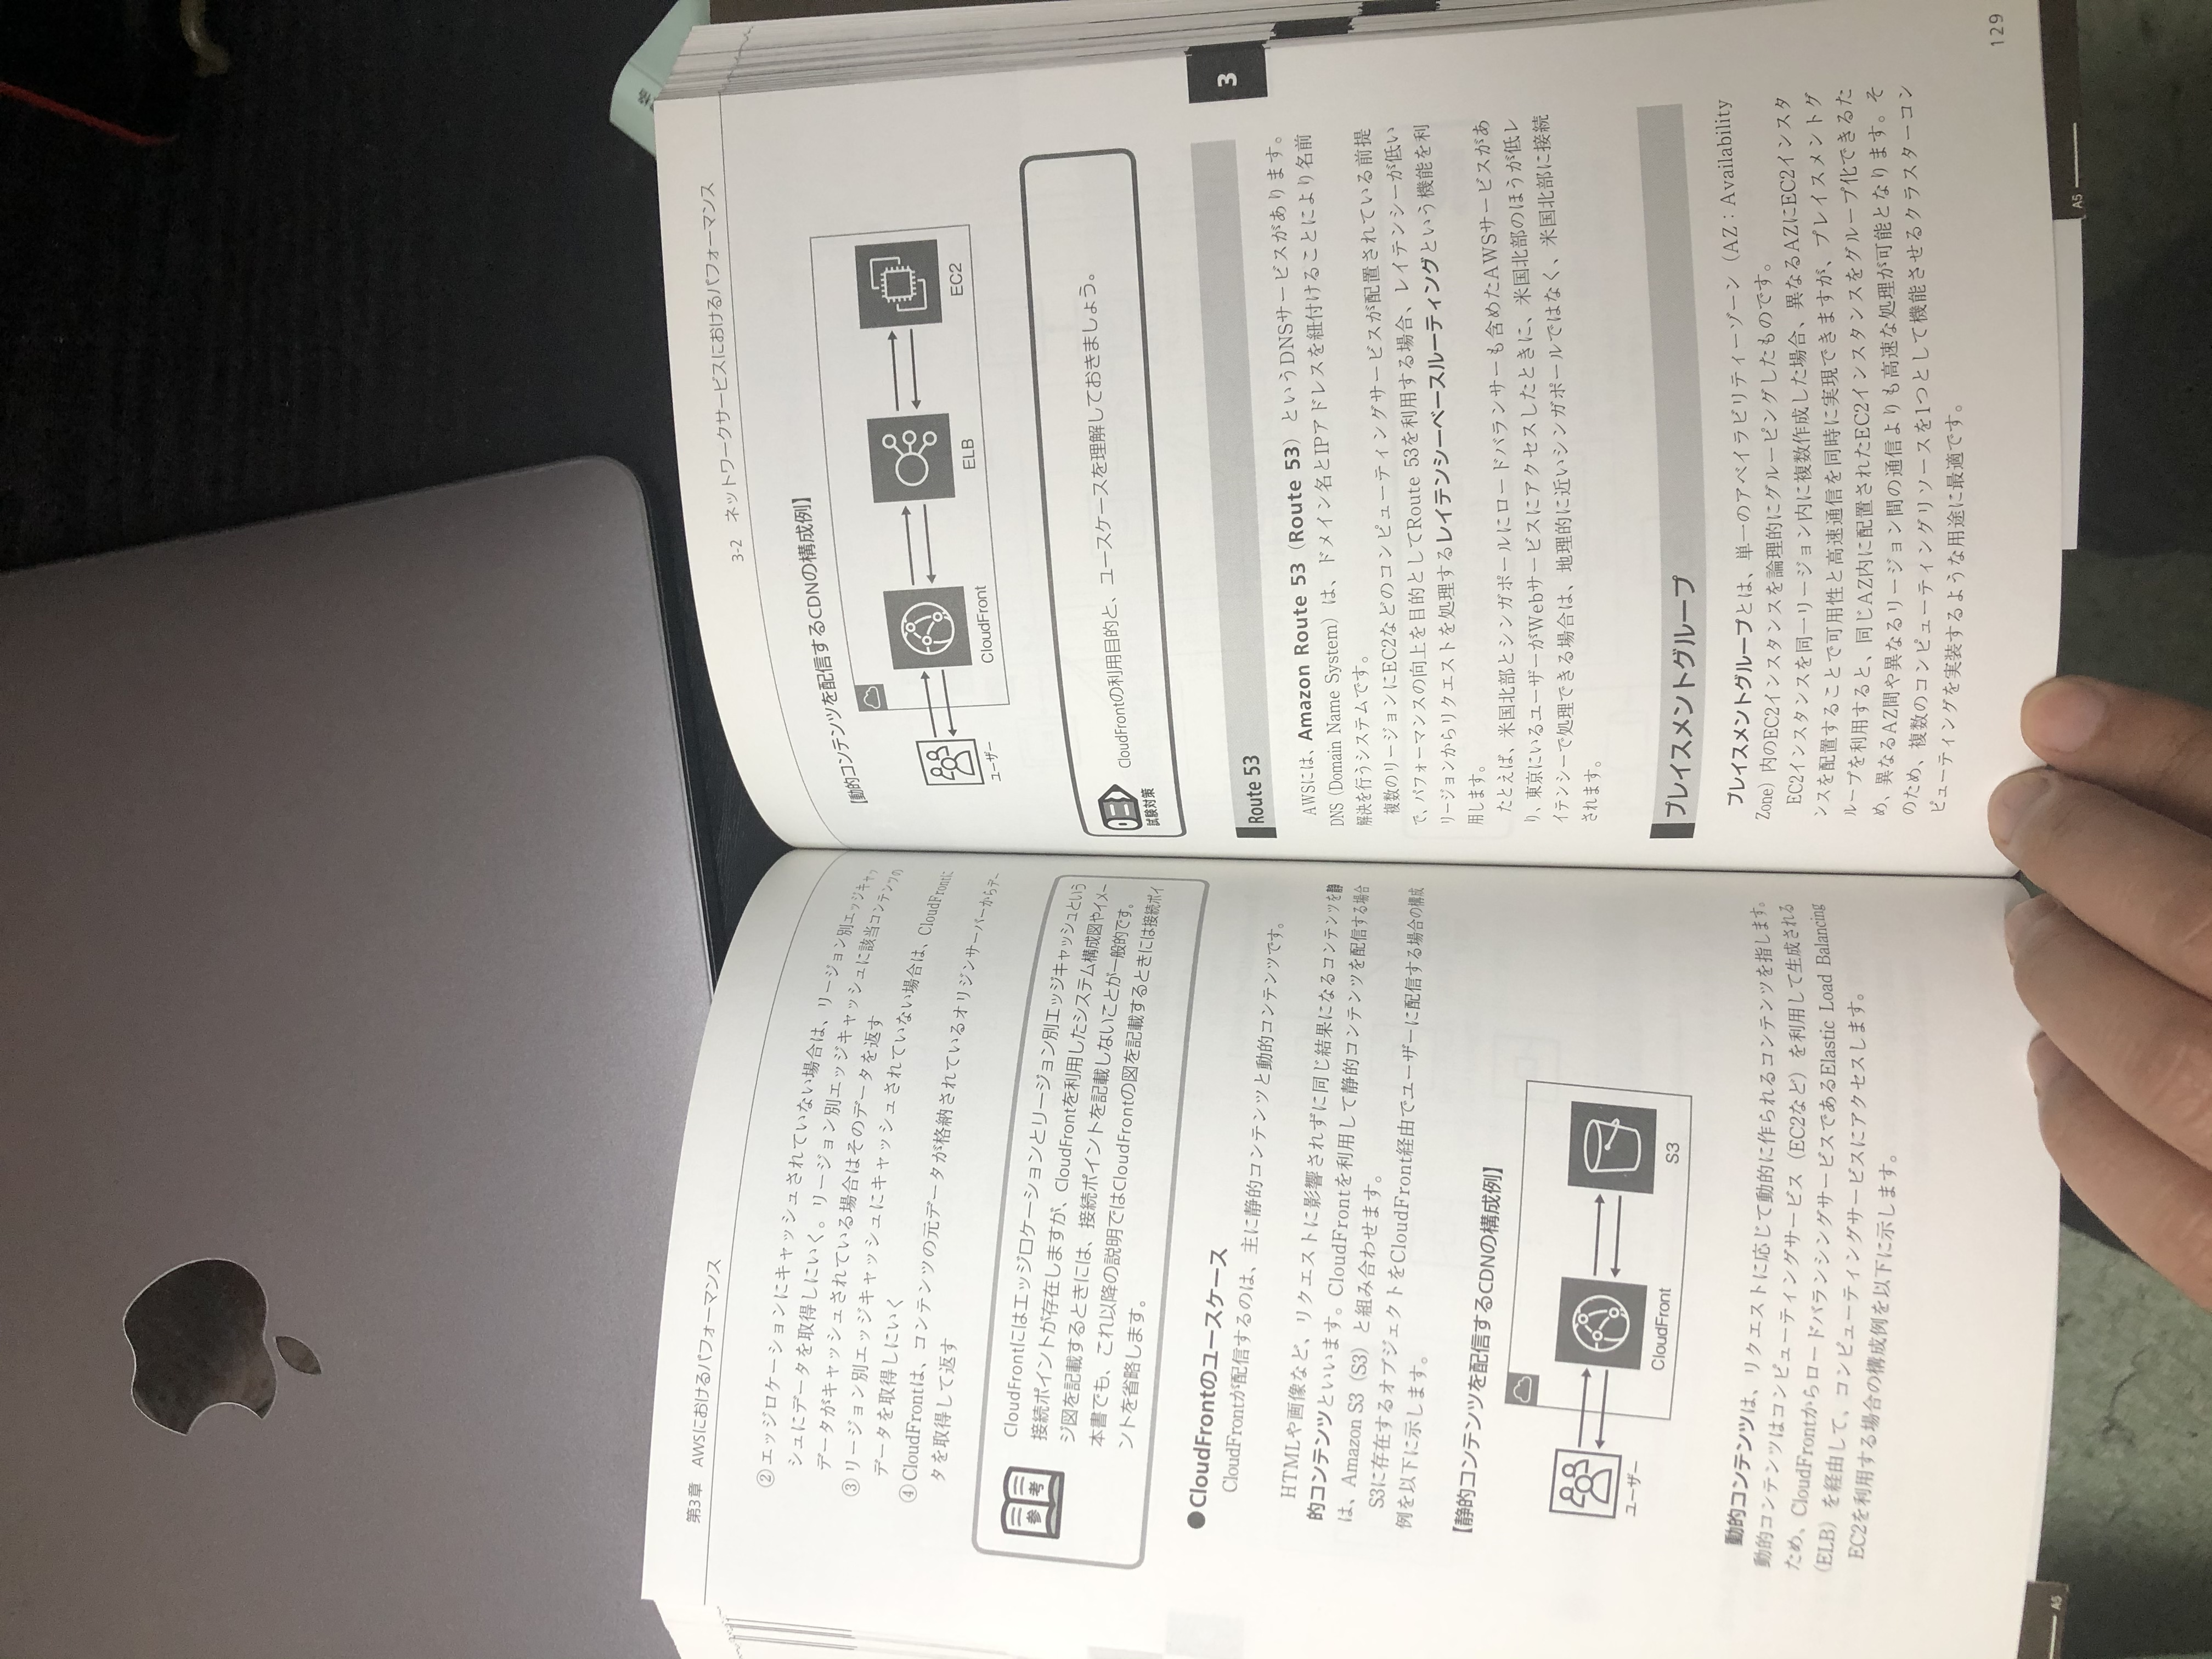 第3章 AWSにおけるパフォーマンス
②エッジロケーションにキャッシュされていない場合は、リージョン別エッジキャッ
シュにデータを取得しにいく。リージョン別エッジキャッシュに該当コンテンツの
データがキャッシュされている場合はそのデータを返す
③リージョン別エッジキャッシュにキャッシュされていない場合は、CloudFrontに
データを取得しにいく
④CloudFrontは、コンテンツの元データが格納されているオリジンサーバーからデー
タを取得して返す
参考
CloudFrontにはエッジロケーションとリージョン別エッジキャッシュという
接続ポイントが存在しますが、CloudFrontを利用したシステム構成図やイメー
ジ図を記載するときには、接続ポイントを記載しないことが一般的です。
本書でも、これ以降の説明ではCloudFrontの図を記載するときには接続ポイ
ントを省略します。
●CloudFrontのユースケース
CloudFrontが配信するのは、主に静的コンテンツと動的コンテンツです。
HTMLや画像など、リクエストに影響されずに同じ結果になるコンテンツを静
的コンテンツといいます。CloudFrontを利用して静的コンテンツを配信する場合
は、Amazon S3（S3）と組み合わせます。
S3に存在するオブジェクトをCloudFront経由でユーザーに配信する場合の構成
例を以下に示します。
【静的コンテンツを配信するCDNの構成例】
ユーザー
CloudFront
S3
動的コンテンツは、リクエストに応じて動的に作られるコンテンツを指します。
動的コンテンツはコンピューティングサービス（EC2など）を利用して生成される
ため、CloudFrontからロードバランシングサービスであるElastic Load Balancing
（ELB）を経由して、コンピューティングサービスにアクセスします。
EC2を利用する場合の構成例を以下に示します。
A5
3-2 ネットワークサービスにおけるパフォーマンス
【動的コンテンツを配信するCDNの構成例】
ユーザー
CloudFront
ELB
EC2
試験対策
CloudFrontの利用目的と、ユースケースを理解しておきましょう。
3
Route 53
AWSには、Amazon Route 53（Route 53）というDNSサービスがあります。
DNS（Domain Name System）は、ドメイン名とIPアドレスを紐付けることにより名前
解決を行うシステムです。
複数のリージョンにEC2などのコンピューティングサービスが配置されている前提
で、パフォーマンスの向上を目的としてRoute 53を利用する場合、レイテンシーが低い
リージョンからリクエストを処理するレイテンシーベースルーティングという機能を利
用します。
たとえば、米国北部とシンガポールにロードバランサーも含めたAWSサービスがあ
り、東京にいるユーザーがWebサービスにアクセスしたときに、米国北部のほうが低レ
イテンシーで処理できる場合は、地理的に近いシンガポールではなく、米国北部に接続
されます。
プレイスメントグループ
プレイスメントグループとは、単一のアベイラビリティーゾーン（AZ：Availability
Zone）内のEC2インスタンスを論理的にグルーピングしたものです。
EC2インスタンスを同一リージョン内に複数作成した場合、異なるAZにEC2インスタ
ンスを配置することで可用性と高速通信を同時に実現できますが、プレイスメントグ
ループを利用すると、同じAZ内に配置されたEC2インスタンスをグループ化できるた
め、異なるAZ間や異なるリージョン間の通信よりも高速な処理が可能となります。そ
のため、複数のコンピューティングリソースを1つとして機能させるクラスターコン
ピューティングを実装するような用途に最適です。
129
A5